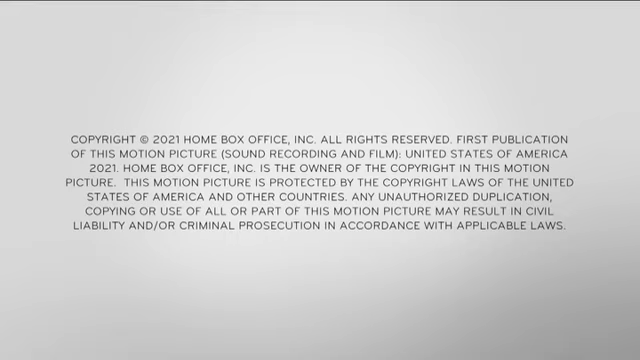 COPYRIGHT © 2021 HOME BOX OFFICE, INC. ALL RIGHTS RESERVED. FIRST PUBLICATION
OF THIS MOTION PICTURE (SOUND RECORDING AND FILM): UNITED STATES OF AMERICA
2021. HOME BOX OFFICE, INC. IS THE OWNER OF THE COPYRIGHT IN THIS MOTION
PICTURE. THIS MOTION PICTURE IS PROTECTED BY THE COPYRIGHT LAWS OF THE UNITED
STATES OF AMERICA AND OTHER COUNTRIES. ANY UNAUTHORIZED DUPLICATION,
COPYING OR USE OF ALL OR PART OF THIS MOTION PICTURE MAY RESULT IN CIVIL
LIABILITY AND/OR CRIMINAL PROSECUTION IN ACCORDANCE WITH APPLICABLE LAWS.